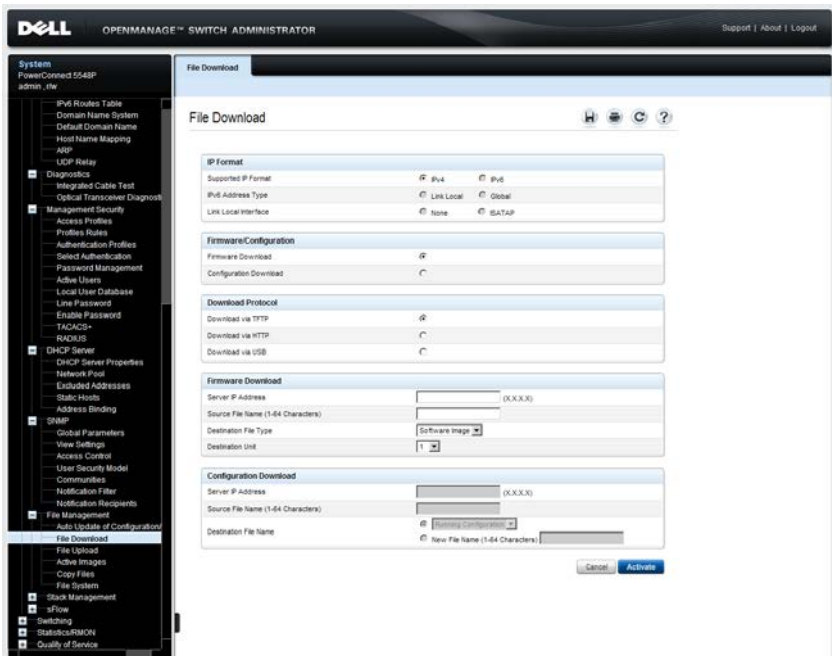 DELL OPENMANAGE™ SWITCH ADMINISTRATOR
Support | About | Logout
System
PowerConnect 5548P
admin , r/w
IPv6 Routes Table
Domain Name System
Default Domain Name
Host Name Mapping
ARP
UDP Relay
Diagnostics
Integrated Cable Test
Optical Transceiver Diagnosti
Management Security
Access Profiles
Profiles Rules
Authentication Profiles
Select Authentication
Password Management
Active Users
Local User Database
Line Password
Enable Password
TACACS+
RADIUS
DHCP Server
DHCP Server Properties
Network Pool
Excluded Addresses
Static Hosts
Address Binding
SNMP
Global Parameters
View Settings
Access Control
User Security Model
Communities
Notification Filter
Notification Recipients
File Management
Auto Update of Configuration/
File Download
File Upload
Active Images
Copy Files
File System
Stack Management
sFlow
Switching
Statistics/RMON
Quality of Service
File Download
File Download
IP Format
Supported IP Format IPv4 IPv6
IPv6 Address Type Link Local Global
Link Local Interface None ISATAP
Firmware/Configuration
Firmware Download
Configuration Download
Download Protocol
Download via TFTP
Download via HTTP
Download via USB
Firmware Download
Server IP Address (X.X.X.X)
Source File Name (1-64 Characters)
Destination File Type Software Image
Destination Unit 1
Configuration Download
Server IP Address (X.X.X.X)
Source File Name (1-64 Characters)
Destination File Name Running Configuration
New File Name (1-64 Characters)
Cancel Activate